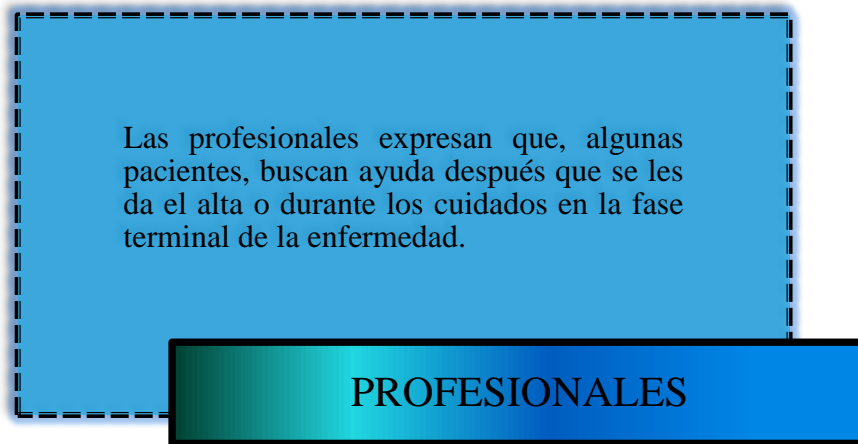 Las profesionales expresan que, algunas
pacientes, buscan ayuda después que se les
da el alta o durante los cuidados en la fase
terminal de la enfermedad.
PROFESIONALES